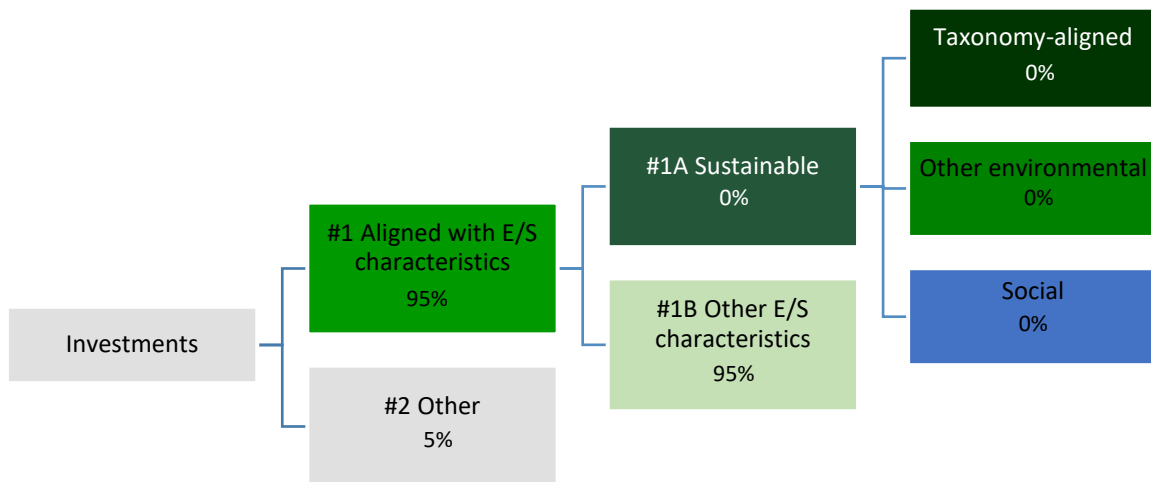 Investments
#1 Aligned with E/S
characteristics
95%
#2 Other
5%
#1A Sustainable
0%
#1B Other E/S
characteristics
95%
Taxonomy-aligned
0%
Other environmental
0%
Social
0%